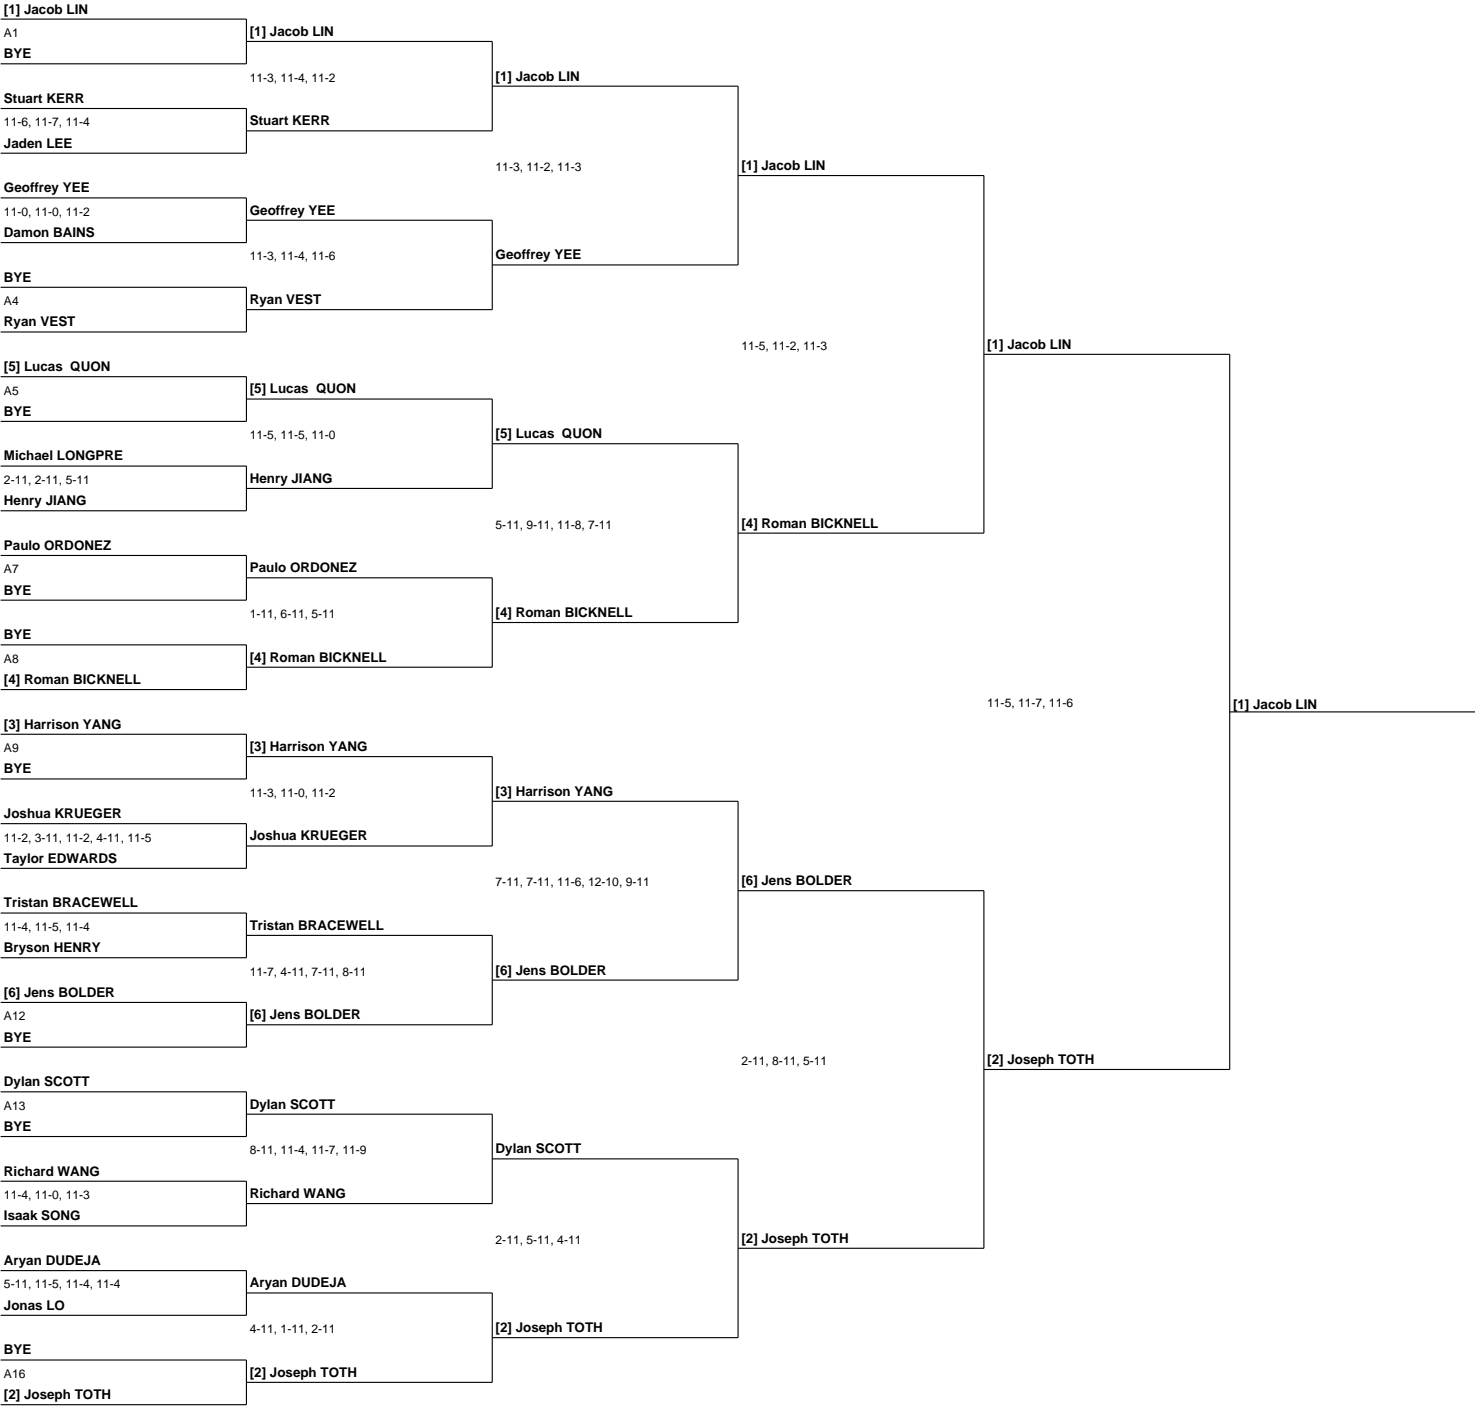 [1] Jacob LIN
A1
BYE
Stuart KERR
11-6, 11-7, 11-4
Jaden LEE
Geoffrey YEE
11-0, 11-0, 11-2
Damon BAINS
BYE
A4
Ryan VEST
[5] Lucas  QUON
A5
BYE
Michael LONGPRE
2-11, 2-11, 5-11
Henry JIANG
Paulo ORDONEZ
A7
BYE
BYE
A8
[4] Roman BICKNELL
[3] Harrison YANG
A9
BYE
Joshua KRUEGER
11-2, 3-11, 11-2, 4-11, 11-5
Taylor EDWARDS
Tristan BRACEWELL
11-4, 11-5, 11-4
Bryson HENRY
[6] Jens BOLDER
A12
BYE
Dylan SCOTT
A13
BYE
Richard WANG
11-4, 11-0, 11-3
Isaak SONG
Aryan DUDEJA
5-11, 11-5, 11-4, 11-4
Jonas LO
BYE
A16
[2] Joseph TOTH
[1] Jacob LIN
11-3, 11-4, 11-2
Stuart KERR
Geoffrey YEE
11-3, 11-4, 11-6
Ryan VEST
[5] Lucas  QUON
11-5, 11-5, 11-0
Henry JIANG
Paulo ORDONEZ
1-11, 6-11, 5-11
[4] Roman BICKNELL
[3] Harrison YANG
11-3, 11-0, 11-2
Joshua KRUEGER
Tristan BRACEWELL
11-7, 4-11, 7-11, 8-11
[6] Jens BOLDER
Dylan SCOTT
8-11, 11-4, 11-7, 11-9
Richard WANG
Aryan DUDEJA
4-11, 1-11, 2-11
[2] Joseph TOTH
[1] Jacob LIN
11-3, 11-2, 11-3
Geoffrey YEE
[5] Lucas  QUON
5-11, 9-11, 11-8, 7-11
[4] Roman BICKNELL
[3] Harrison YANG
7-11, 7-11, 11-6, 12-10, 9-11
[6] Jens BOLDER
Dylan SCOTT
2-11, 5-11, 4-11
[2] Joseph TOTH
[1] Jacob LIN
11-5, 11-2, 11-3
[4] Roman BICKNELL
[6] Jens BOLDER
2-11, 8-11, 5-11
[2] Joseph TOTH
[1] Jacob LIN
11-5, 11-7, 11-6
[2] Joseph TOTH
[1] Jacob LIN